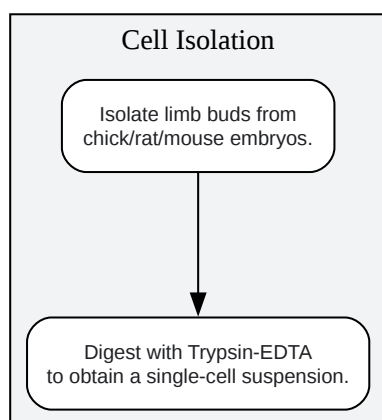 Cell Isolation
Isolate limb buds from
chick/rat/mouse embryos.
Digest with Trypsin-EDTA
to obtain a single-cell suspension.